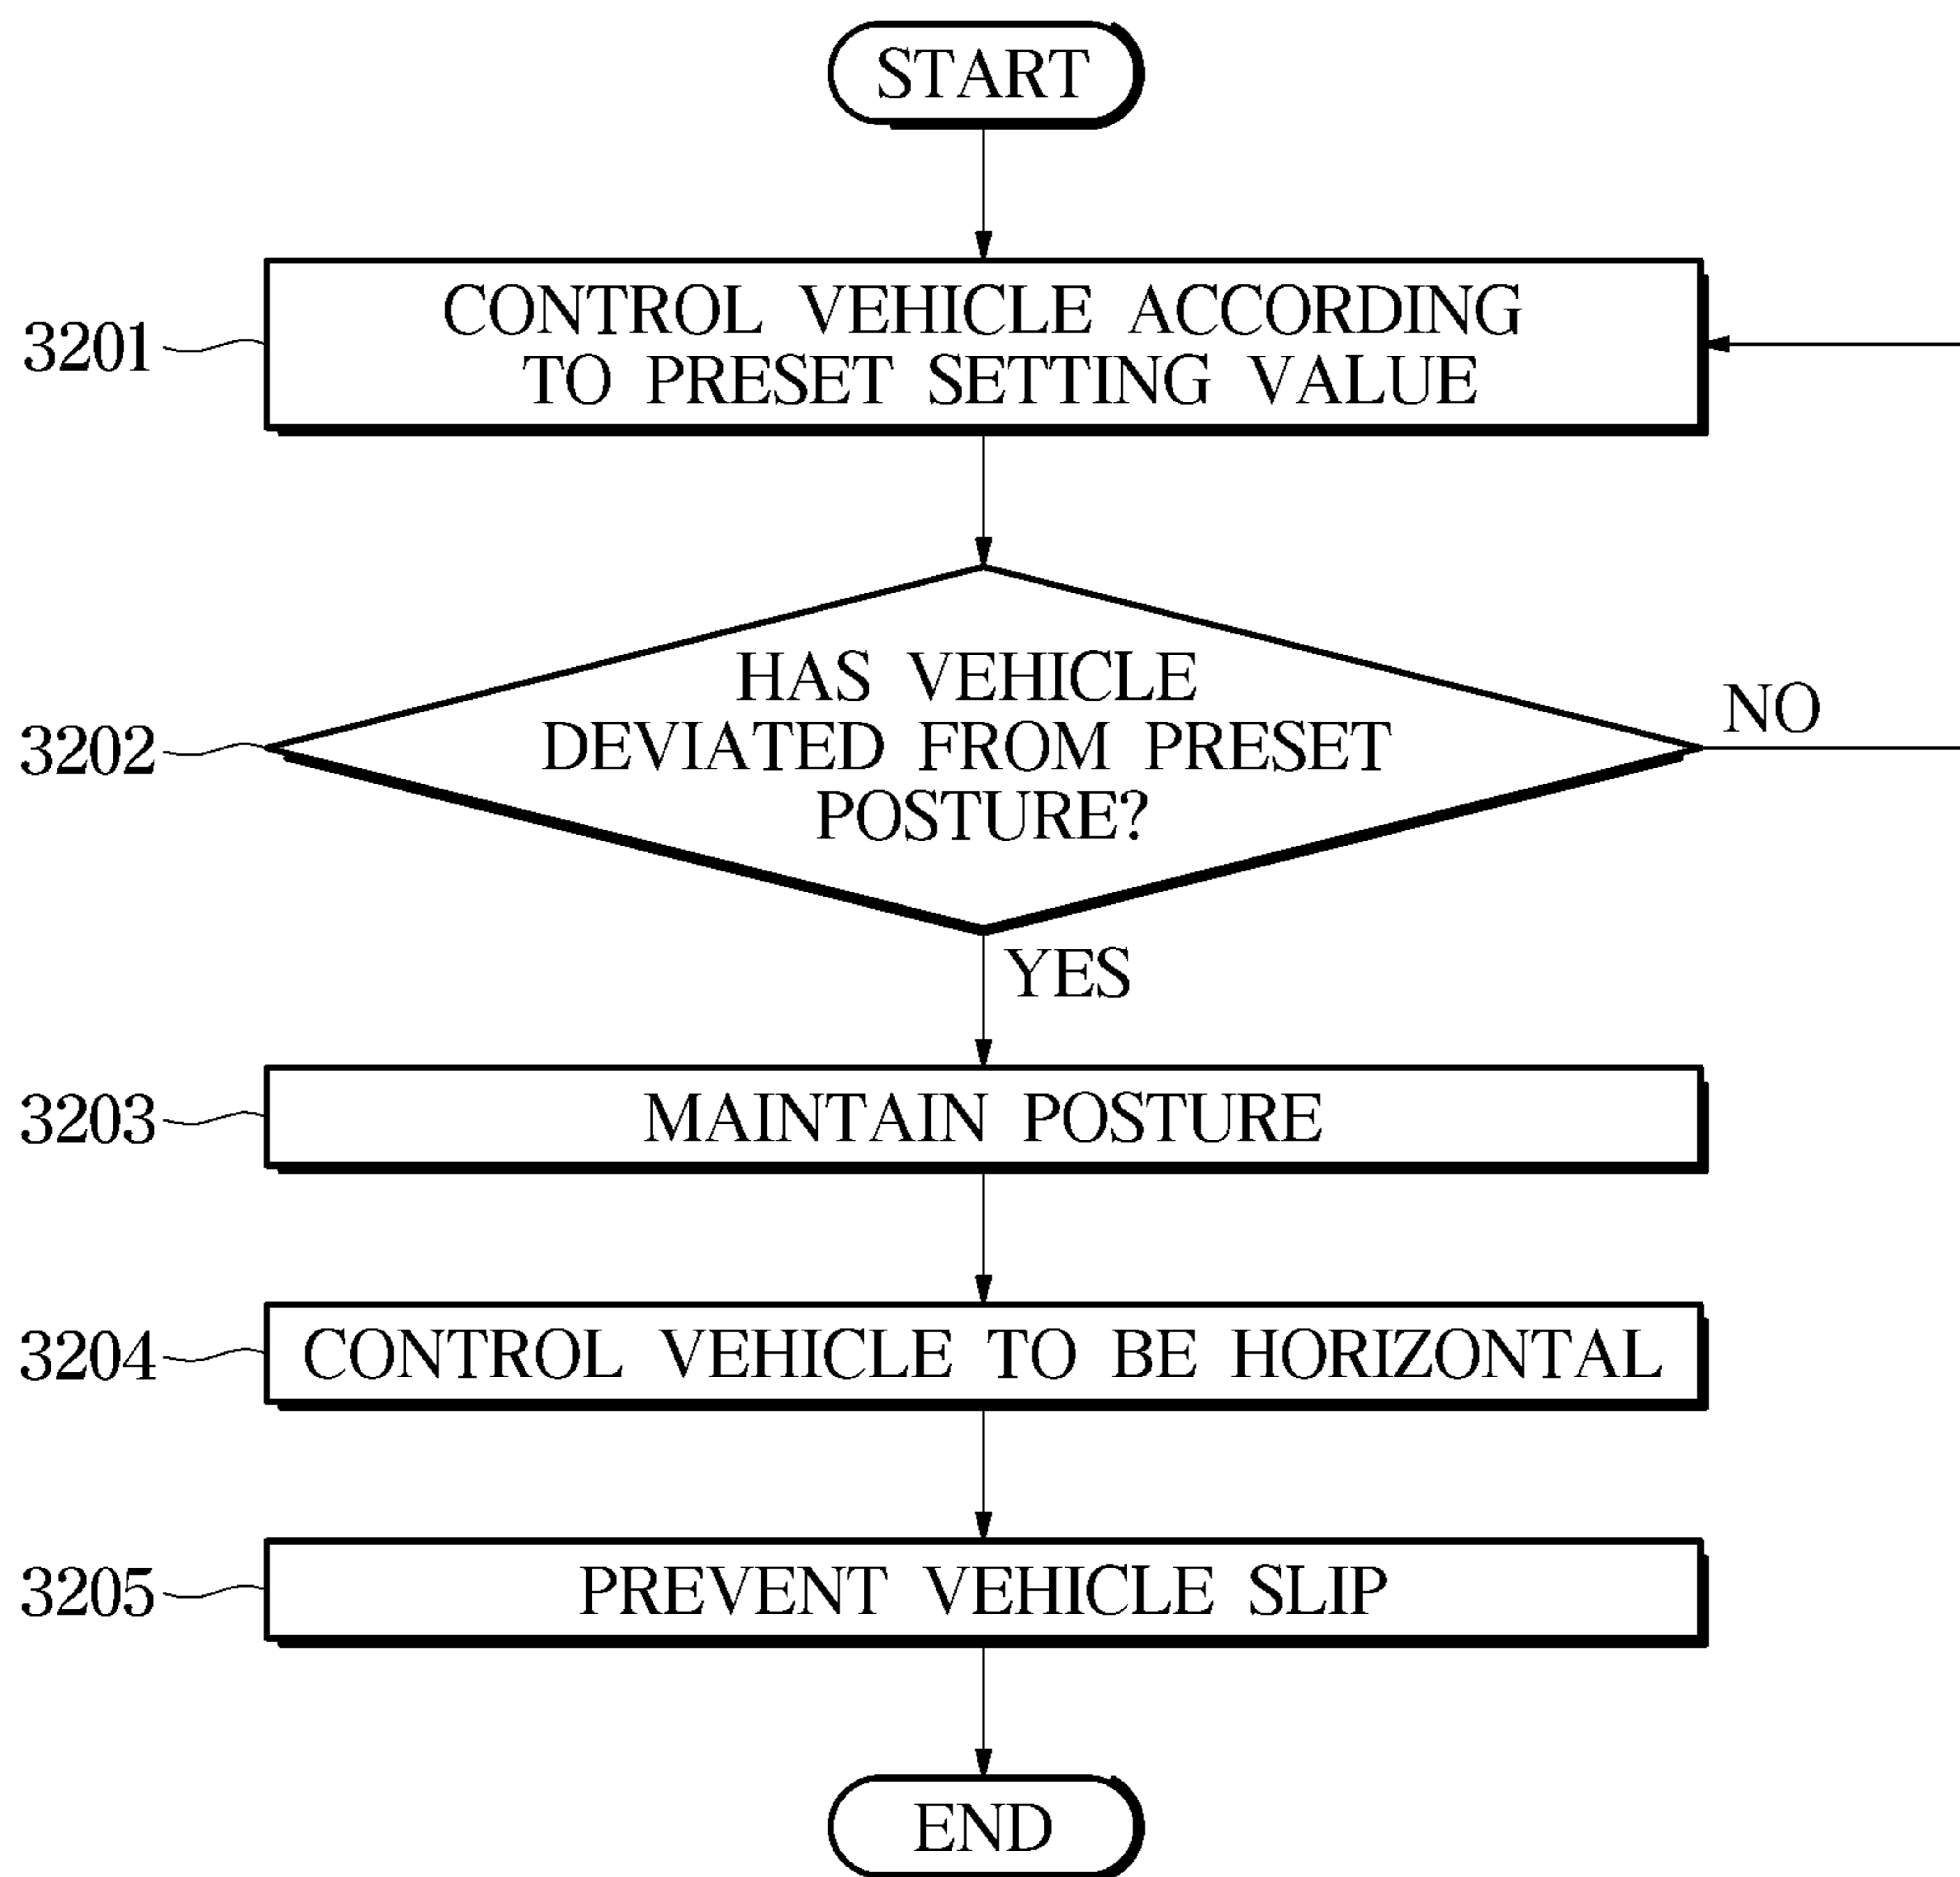 START
3201
CONTROL VEHICLE ACCORDING
TO PRESET SETTING VALUE
3202
HAS VEHICLE
DEVIATED FROM PRESET
POSTURE?
NO
YES
3203
MAINTAIN POSTURE
3204
CONTROL VEHICLE TO BE HORIZONTAL
3205
PREVENT VEHICLE SLIP
END